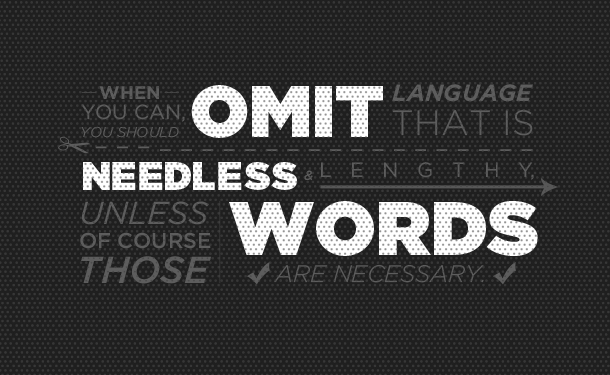 WHEN YOU CAN, YOU SHOULD
OMIT
LANGUAGE THAT IS
NEEDLESS & LENGTHY,
UNLESS OF COURSE THOSE
WORDS
ARE NECESSARY.